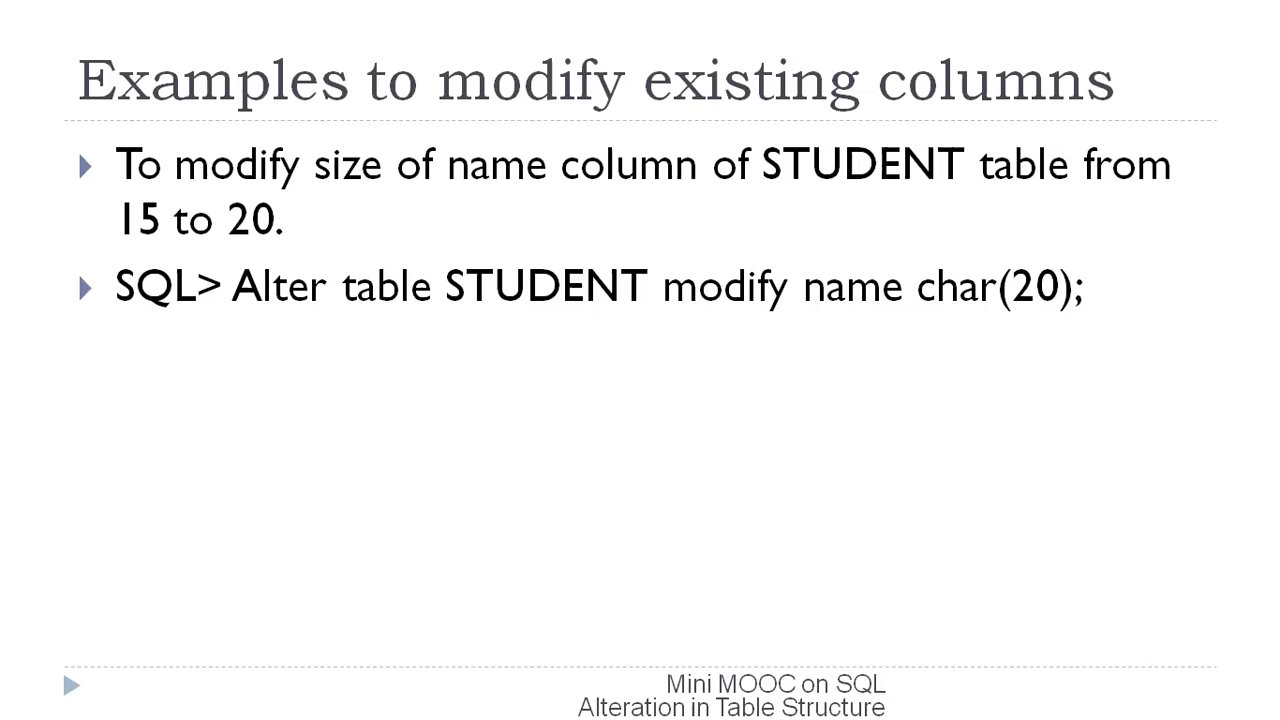 Examples to modify existing columns
To modify size of name column of STUDENT table from
15 to 20.
SQL> Alter table STUDENT modify name char(20);
Mini MOOC on SQL
Alteration in Table Structure